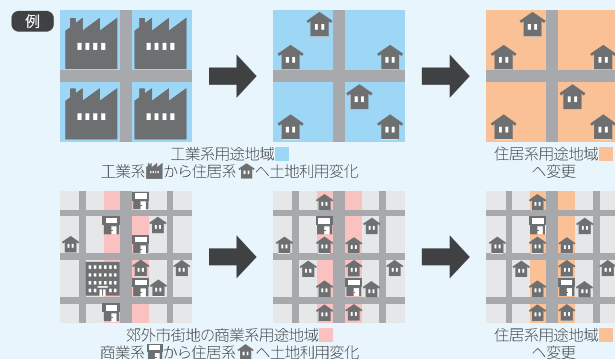 例
工業系用途地域
工業系から住居系へ土地利用変化
住居系用途地域
へ変更
郊外市街地の商業系用途地域
商業系から住居系へ土地利用変化
住居系用途地域
へ変更